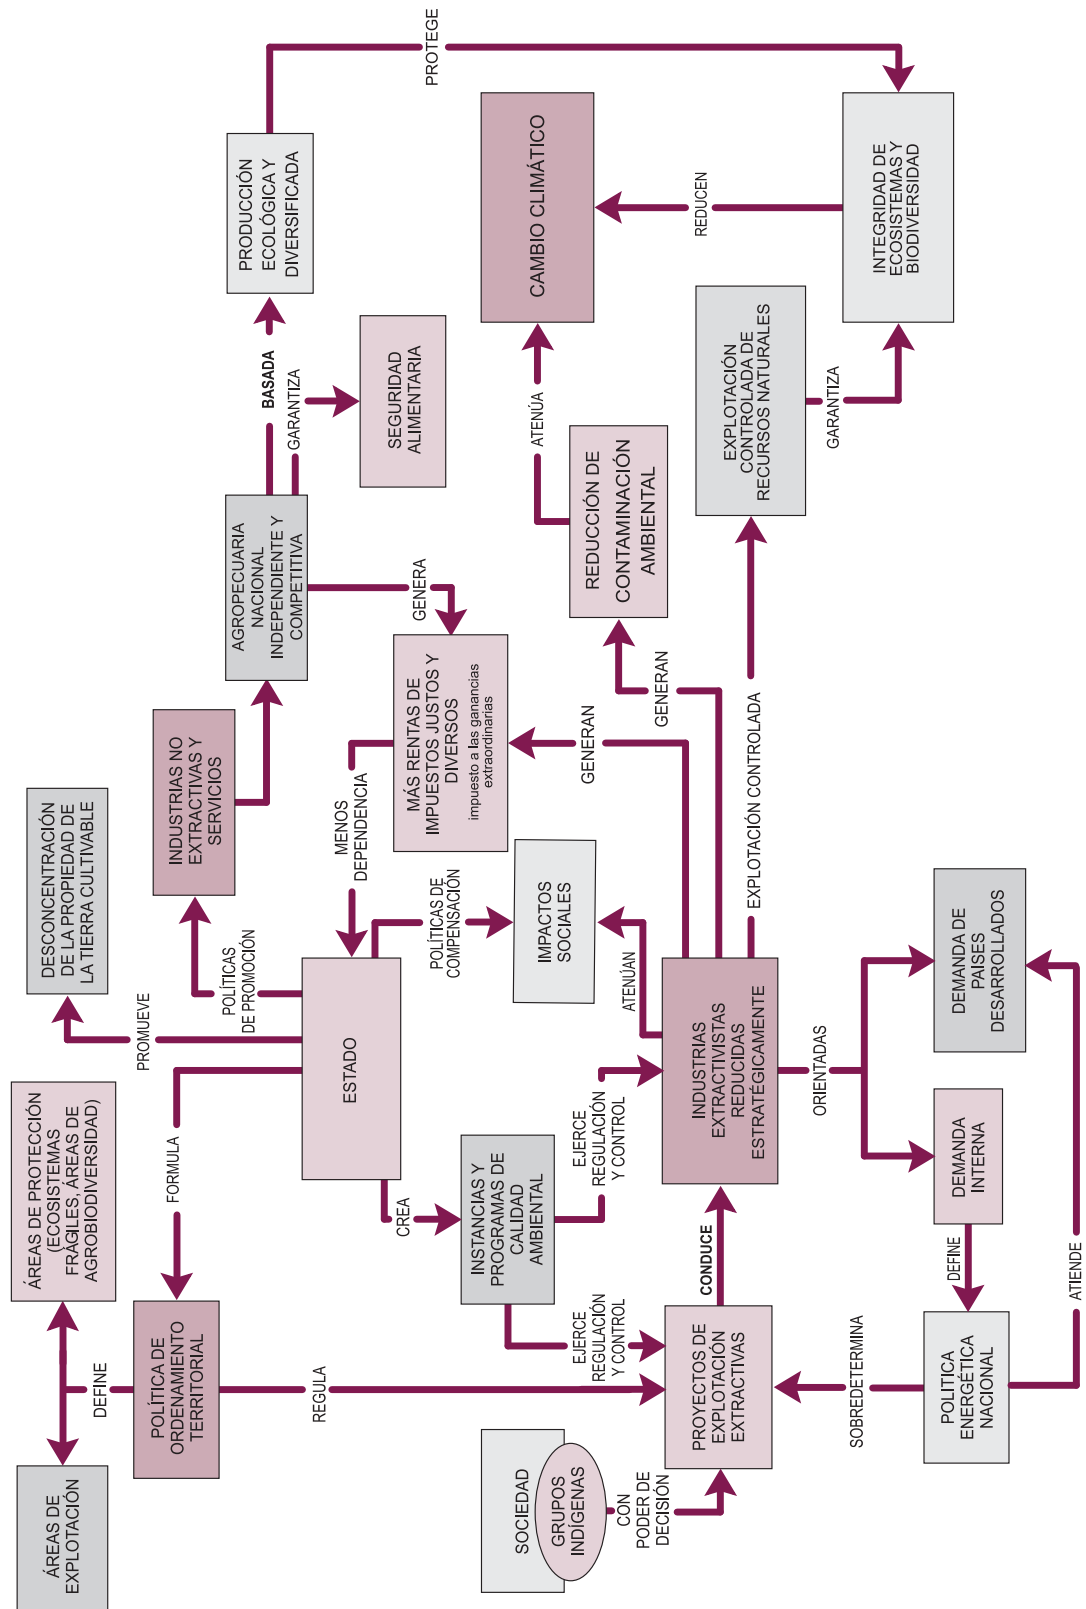 ÁREAS DE
EXPLOTACIÓN
ÁREAS DE PROTECCIÓN
(ECOSISTEMAS
FRÁGILES, ÁREAS DE
AGROBIODIVERSIDAD)
DESCONCENTRACIÓN
DE LA PROPIEDAD DE
LA TIERRA CULTIVABLE
DEFINE
POLÍTICA DE
ORDENAMIENTO
TERRITORIAL
FORMULA
PROMUEVE
POLÍTICAS
DE PROMOCIÓN
INDUSTRIAS NO
EXTRACTIVAS Y
SERVICIOS
AGROPECUARIA
NACIONAL
INDEPENDIENTE Y
COMPETITIVA
BASADA
GARANTIZA
PRODUCCIÓN
ECOLÓGICA Y
DIVERSIFICADA
PROTEGE
REGULA
ESTADO
MENOS
DEPENDENCIA
GENERA
SEGURIDAD
ALIMENTARIA
CREA
POLÍTICAS DE
COMPENSACIÓN
MÁS RENTAS DE
IMPUESTOS JUSTOS Y
DIVERSOS
impuesto a las ganancias
extraordinarias
SOCIEDAD
GRUPOS
INDÍGENAS
CON
PODER DE
DECISIÓN
EJERCE
REGULACIÓN
Y CONTROL
INSTANCIAS Y
PROGRAMAS DE
CALIDAD
AMBIENTAL
EJERCE
REGULACIÓN
Y CONTROL
IMPACTOS
SOCIALES
ATENÚAN
GENERAN
GENERAN
REDUCCIÓN DE
CONTAMINACIÓN
AMBIENTAL
ATENÚA
CAMBIO CLIMÁTICO
PROYECTOS DE
EXPLOTACIÓN
EXTRACTIVAS
CONDUCE
INDUSTRIAS
EXTRACTIVISTAS
REDUCIDAS
ESTRATÉGICAMENTE
EXPLOTACIÓN CONTROLADA
EXPLOTACIÓN
CONTROLADA DE
RECURSOS NATURALES
REDUCEN
GARANTIZA
INTEGRIDAD DE
ECOSISTEMAS Y
BIODIVERSIDAD
SOBREDETERMINA
ORIENTADAS
POLITICA
ENERGÉTICA
NACIONAL
DEFINE
DEMANDA
INTERNA
DEMANDA DE
PAÍSES
DESARROLLADOS
ATIENDE